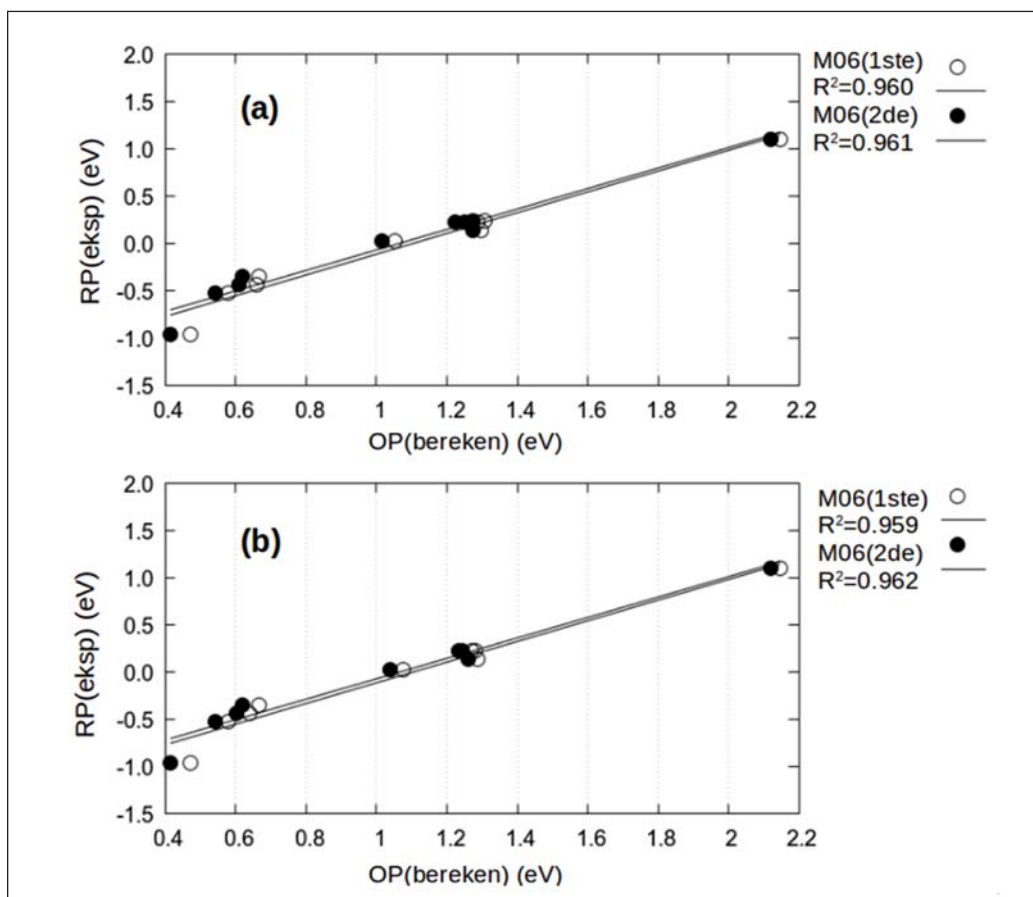 (a)
RP(eksp) (eV)
2.0
1.5
1.0
0.5
0.0
-0.5
-1.0
-1.5
0.4 0.6 0.8 1 1.2 1.4 1.6 1.8 2 2.2
OP(bereken) (eV)
M06(1ste)
R²=0.960
M06(2de)
R²=0.961
(b)
RP(eksp) (eV)
2.0
1.5
1.0
0.5
0.0
-0.5
-1.0
-1.5
0.4 0.6 0.8 1 1.2 1.4 1.6 1.8 2 2.2
OP(bereken) (eV)
M06(1ste)
R²=0.959
M06(2de)
R²=0.962